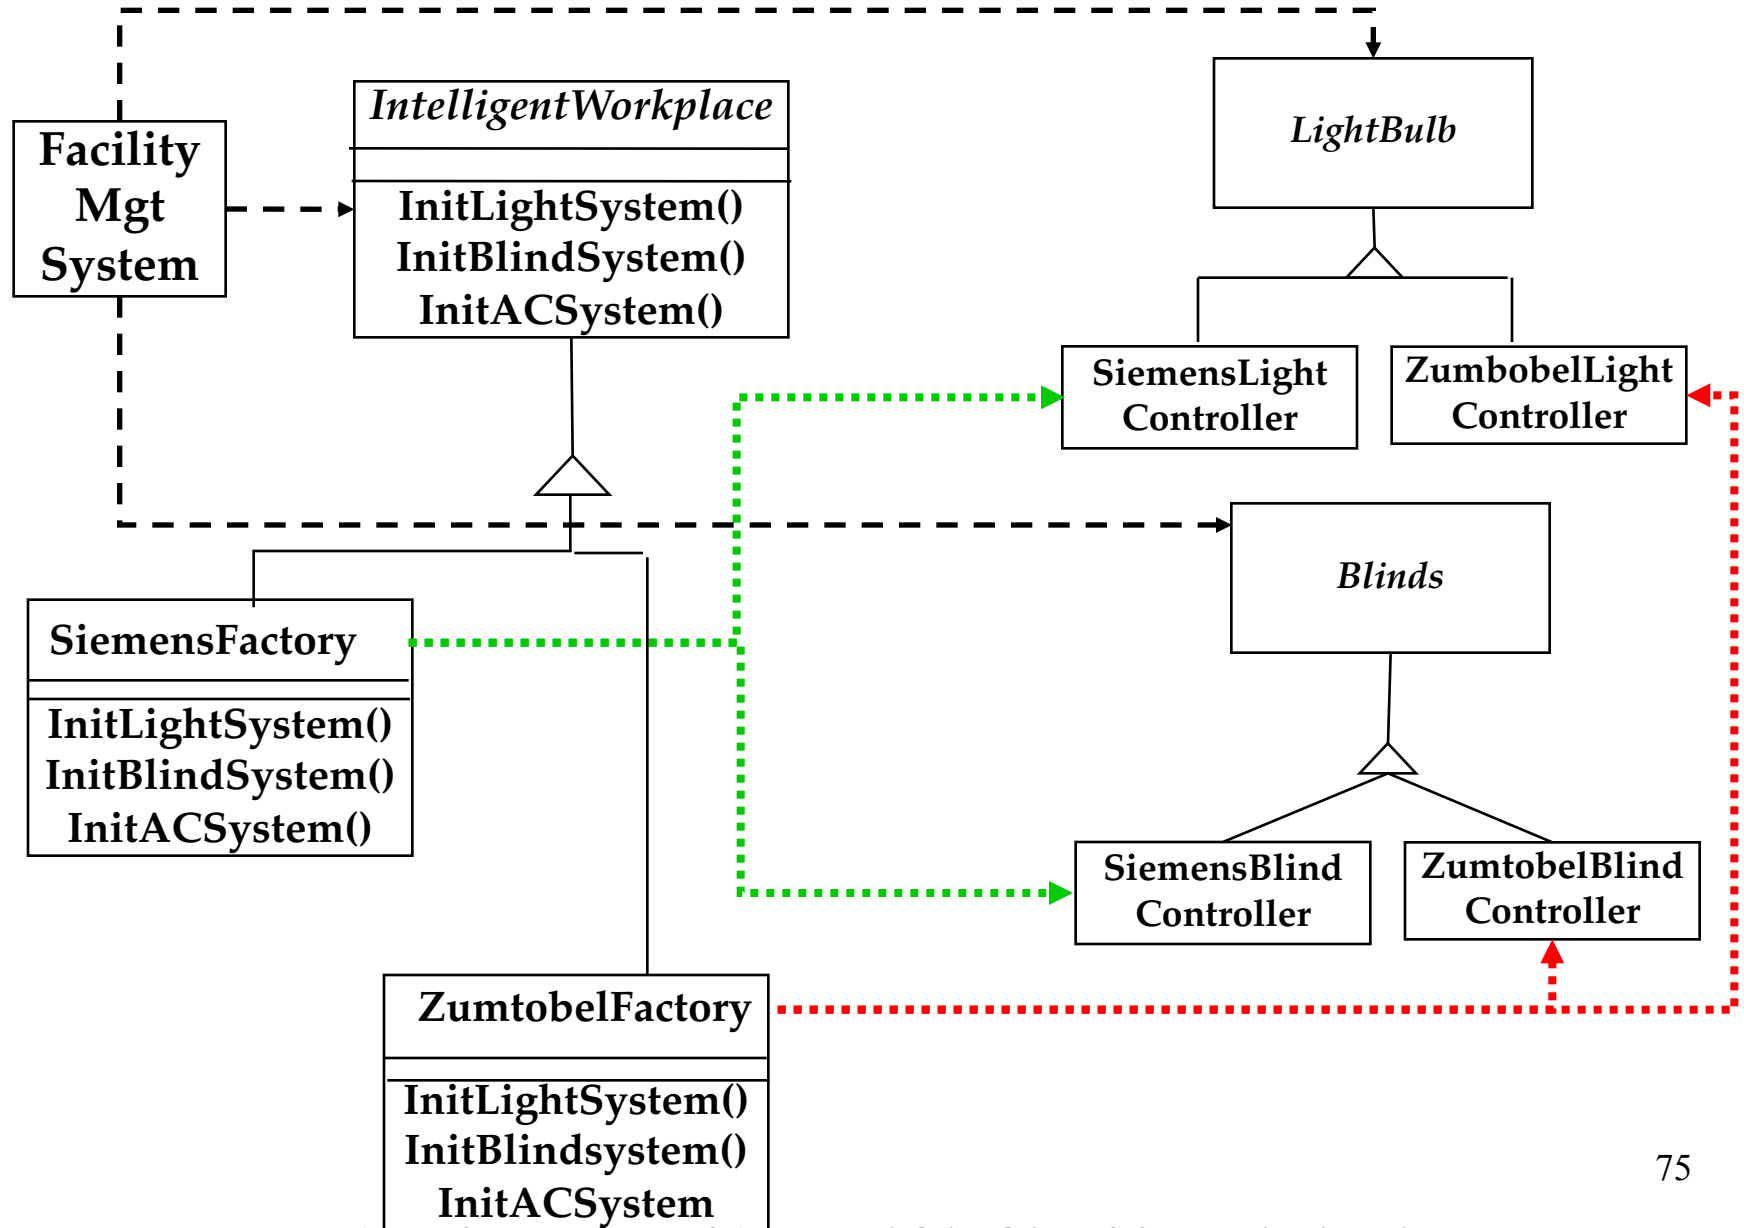 IntelligentWorkplace
InitLightSystem()
InitBlindSystem()
InitACSystem()
Facility
Mgt
System
LightBulb
SiemensLight
Controller
ZumbobelLight
Controller
Blinds
SiemensFactory
InitLightSystem()
InitBlindSystem()
InitACSystem()
SiemensBlind
Controller
ZumtobelBlind
Controller
ZumtobelFactory
InitLightSystem()
InitBlindsystem()
InitACSystem
75